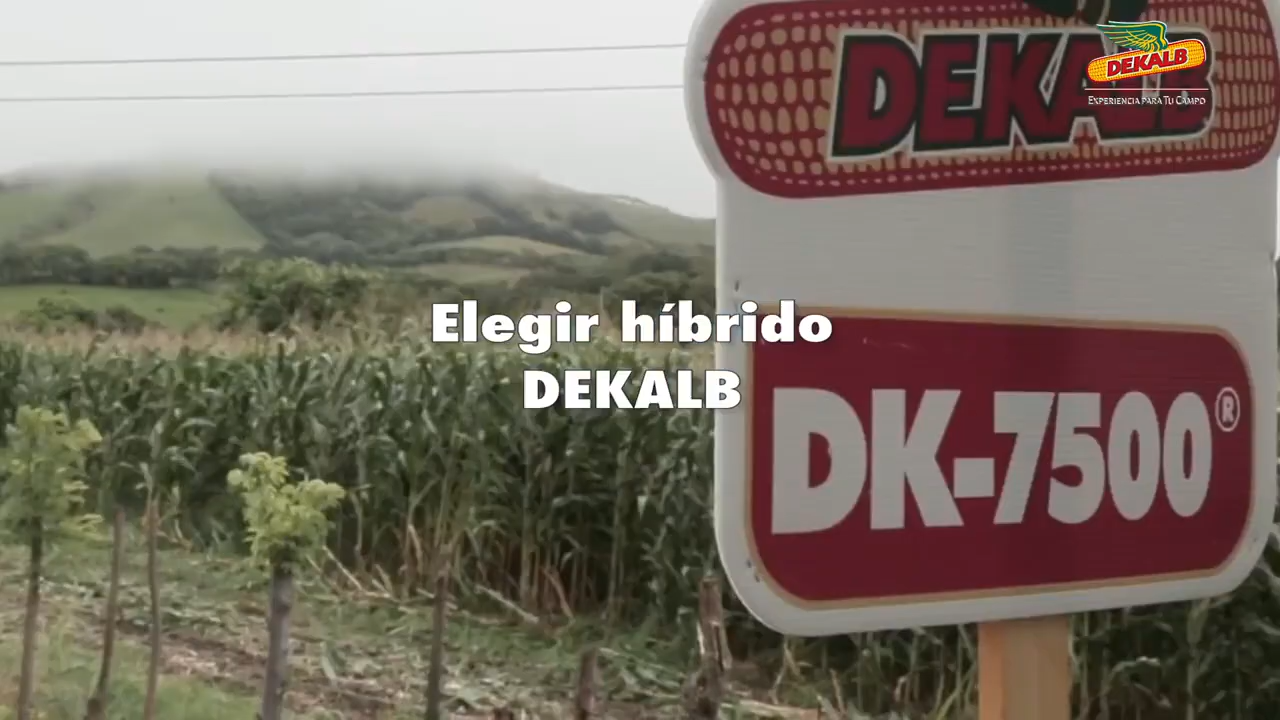 DEKALB
DEKALB
EXPERIENCIA PARA TU CAMPO
Elegir híbrido
DEKALB
DK-7500®